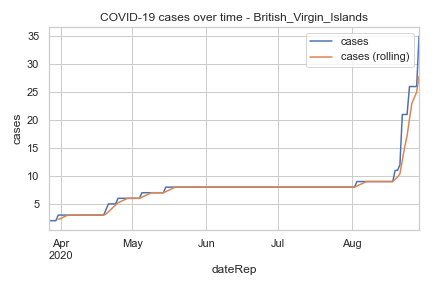 COVID-19 cases over time - British_Virgin_Islands
cases
cases (rolling)
35
30
25
20
15
10
5
cases
Apr May Jun Jul Aug
2020
dateRep